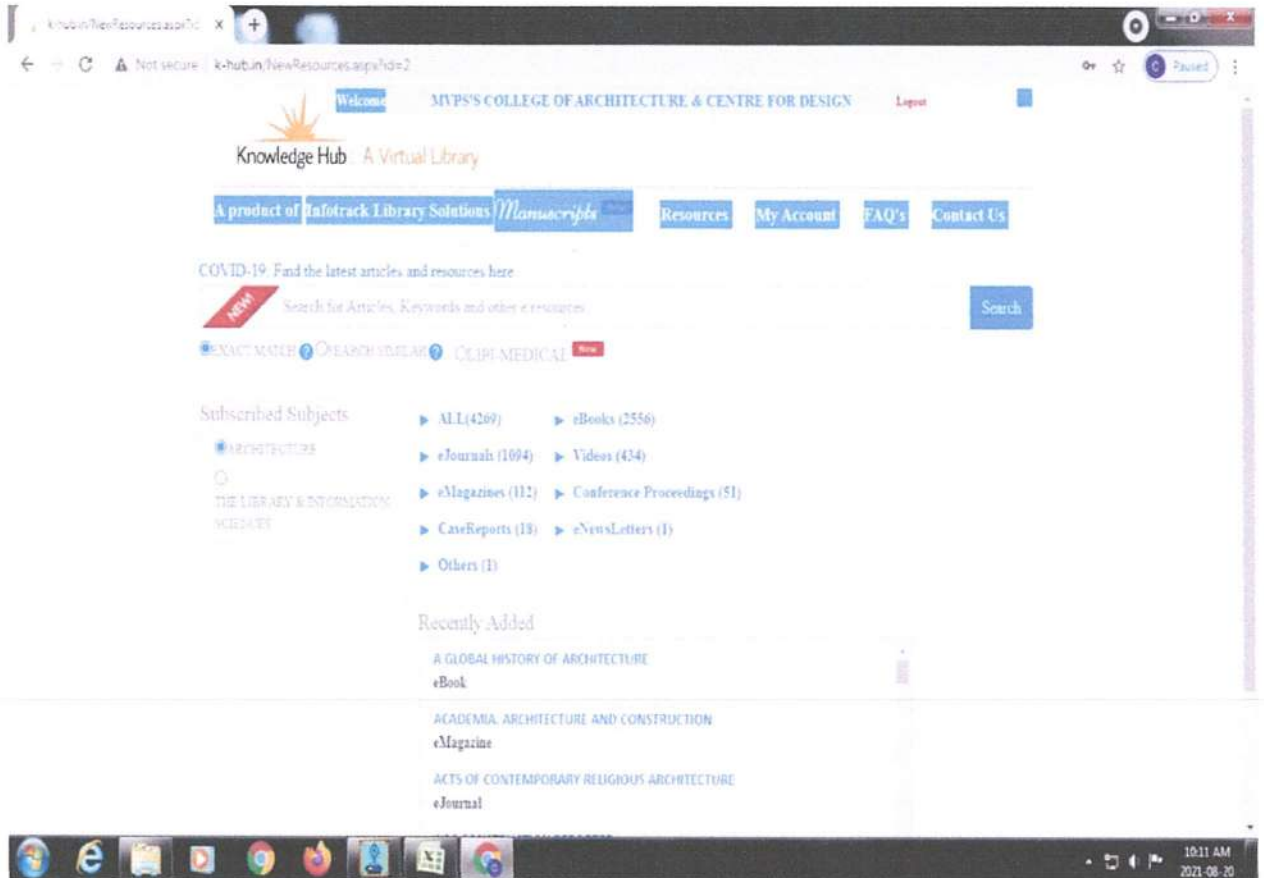 k-hub.in/NewResources.aspx?id
Not secure k-hub.in/NewResources.aspx?id=2
Paused
Welcome MVPS'S COLLEGE OF ARCHITECTURE & CENTRE FOR DESIGN Logout
Knowledge Hub : A Virtual Library
A product of Infotrack Library Solutions Manuscripts Resources My Account FAQ's Contact Us
COVID-19: Find the latest articles and resources here
NEW! Search for Articles, Keywords and other e resources Search
EXACT MATCH ? SEARCH SIMILAR ? CLIBI-MEDICAL New
Subscribed Subjects
ARCHITECTURE
THE LIBRARY & INFORMATION
SCIENCES
ALL(4269) eBooks (2556)
eJournals (1094) Videos (434)
eMagazines (112) Conference Proceedings (51)
CaseReports (18) eNewsLetters (1)
Others (1)
Recently Added
A GLOBAL HISTORY OF ARCHITECTURE
eBook
ACADEMIA. ARCHITECTURE AND CONSTRUCTION
eMagazine
ACTS OF CONTEMPORARY RELIGIOUS ARCHITECTURE
eJournal
10:11 AM
2021-08-20